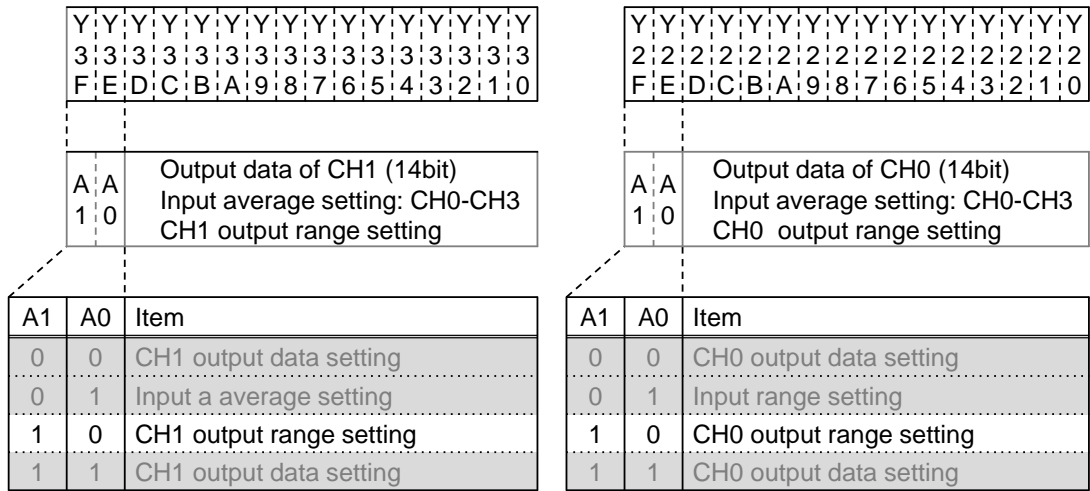 Y Y Y Y Y Y Y Y Y Y Y Y Y Y Y Y
3 3 3 3 3 3 3 3 3 3 3 3 3 3 3 3
F E D C B A 9 8 7 6 5 4 3 2 1 0
A A
1 0
Output data of CH1 (14bit)
Input average setting: CH0-CH3
CH1 output range setting
A1 A0 Item
0 0 CH1 output data setting
0 1 Input a average setting
1 0 CH1 output range setting
1 1 CH1 output data setting
Y Y Y Y Y Y Y Y Y Y Y Y Y Y Y Y
2 2 2 2 2 2 2 2 2 2 2 2 2 2 2 2
F E D C B A 9 8 7 6 5 4 3 2 1 0
A A
1 0
Output data of CH0 (14bit)
Input average setting: CH0-CH3
CH0 output range setting
A1 A0 Item
0 0 CH0 output data setting
0 1 Input range setting
1 0 CH0 output range setting
1 1 CH0 output data setting